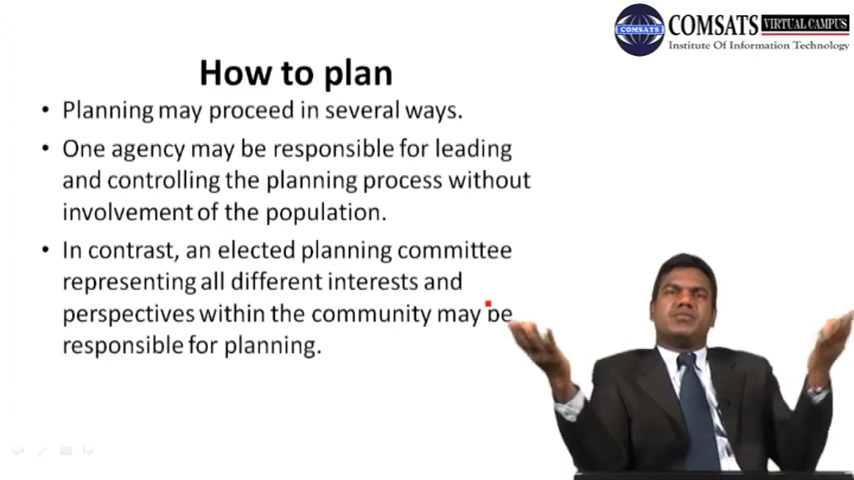 COMSATS VIRTUAL CAMPUS
COMSATS
Institute Of Information Technology
How to plan
• Planning may proceed in several ways.
• One agency may be responsible for leading
and controlling the planning process without
involvement of the population.
• In contrast, an elected planning committee
representing all different interests and
perspectives within the community may be
responsible for planning.